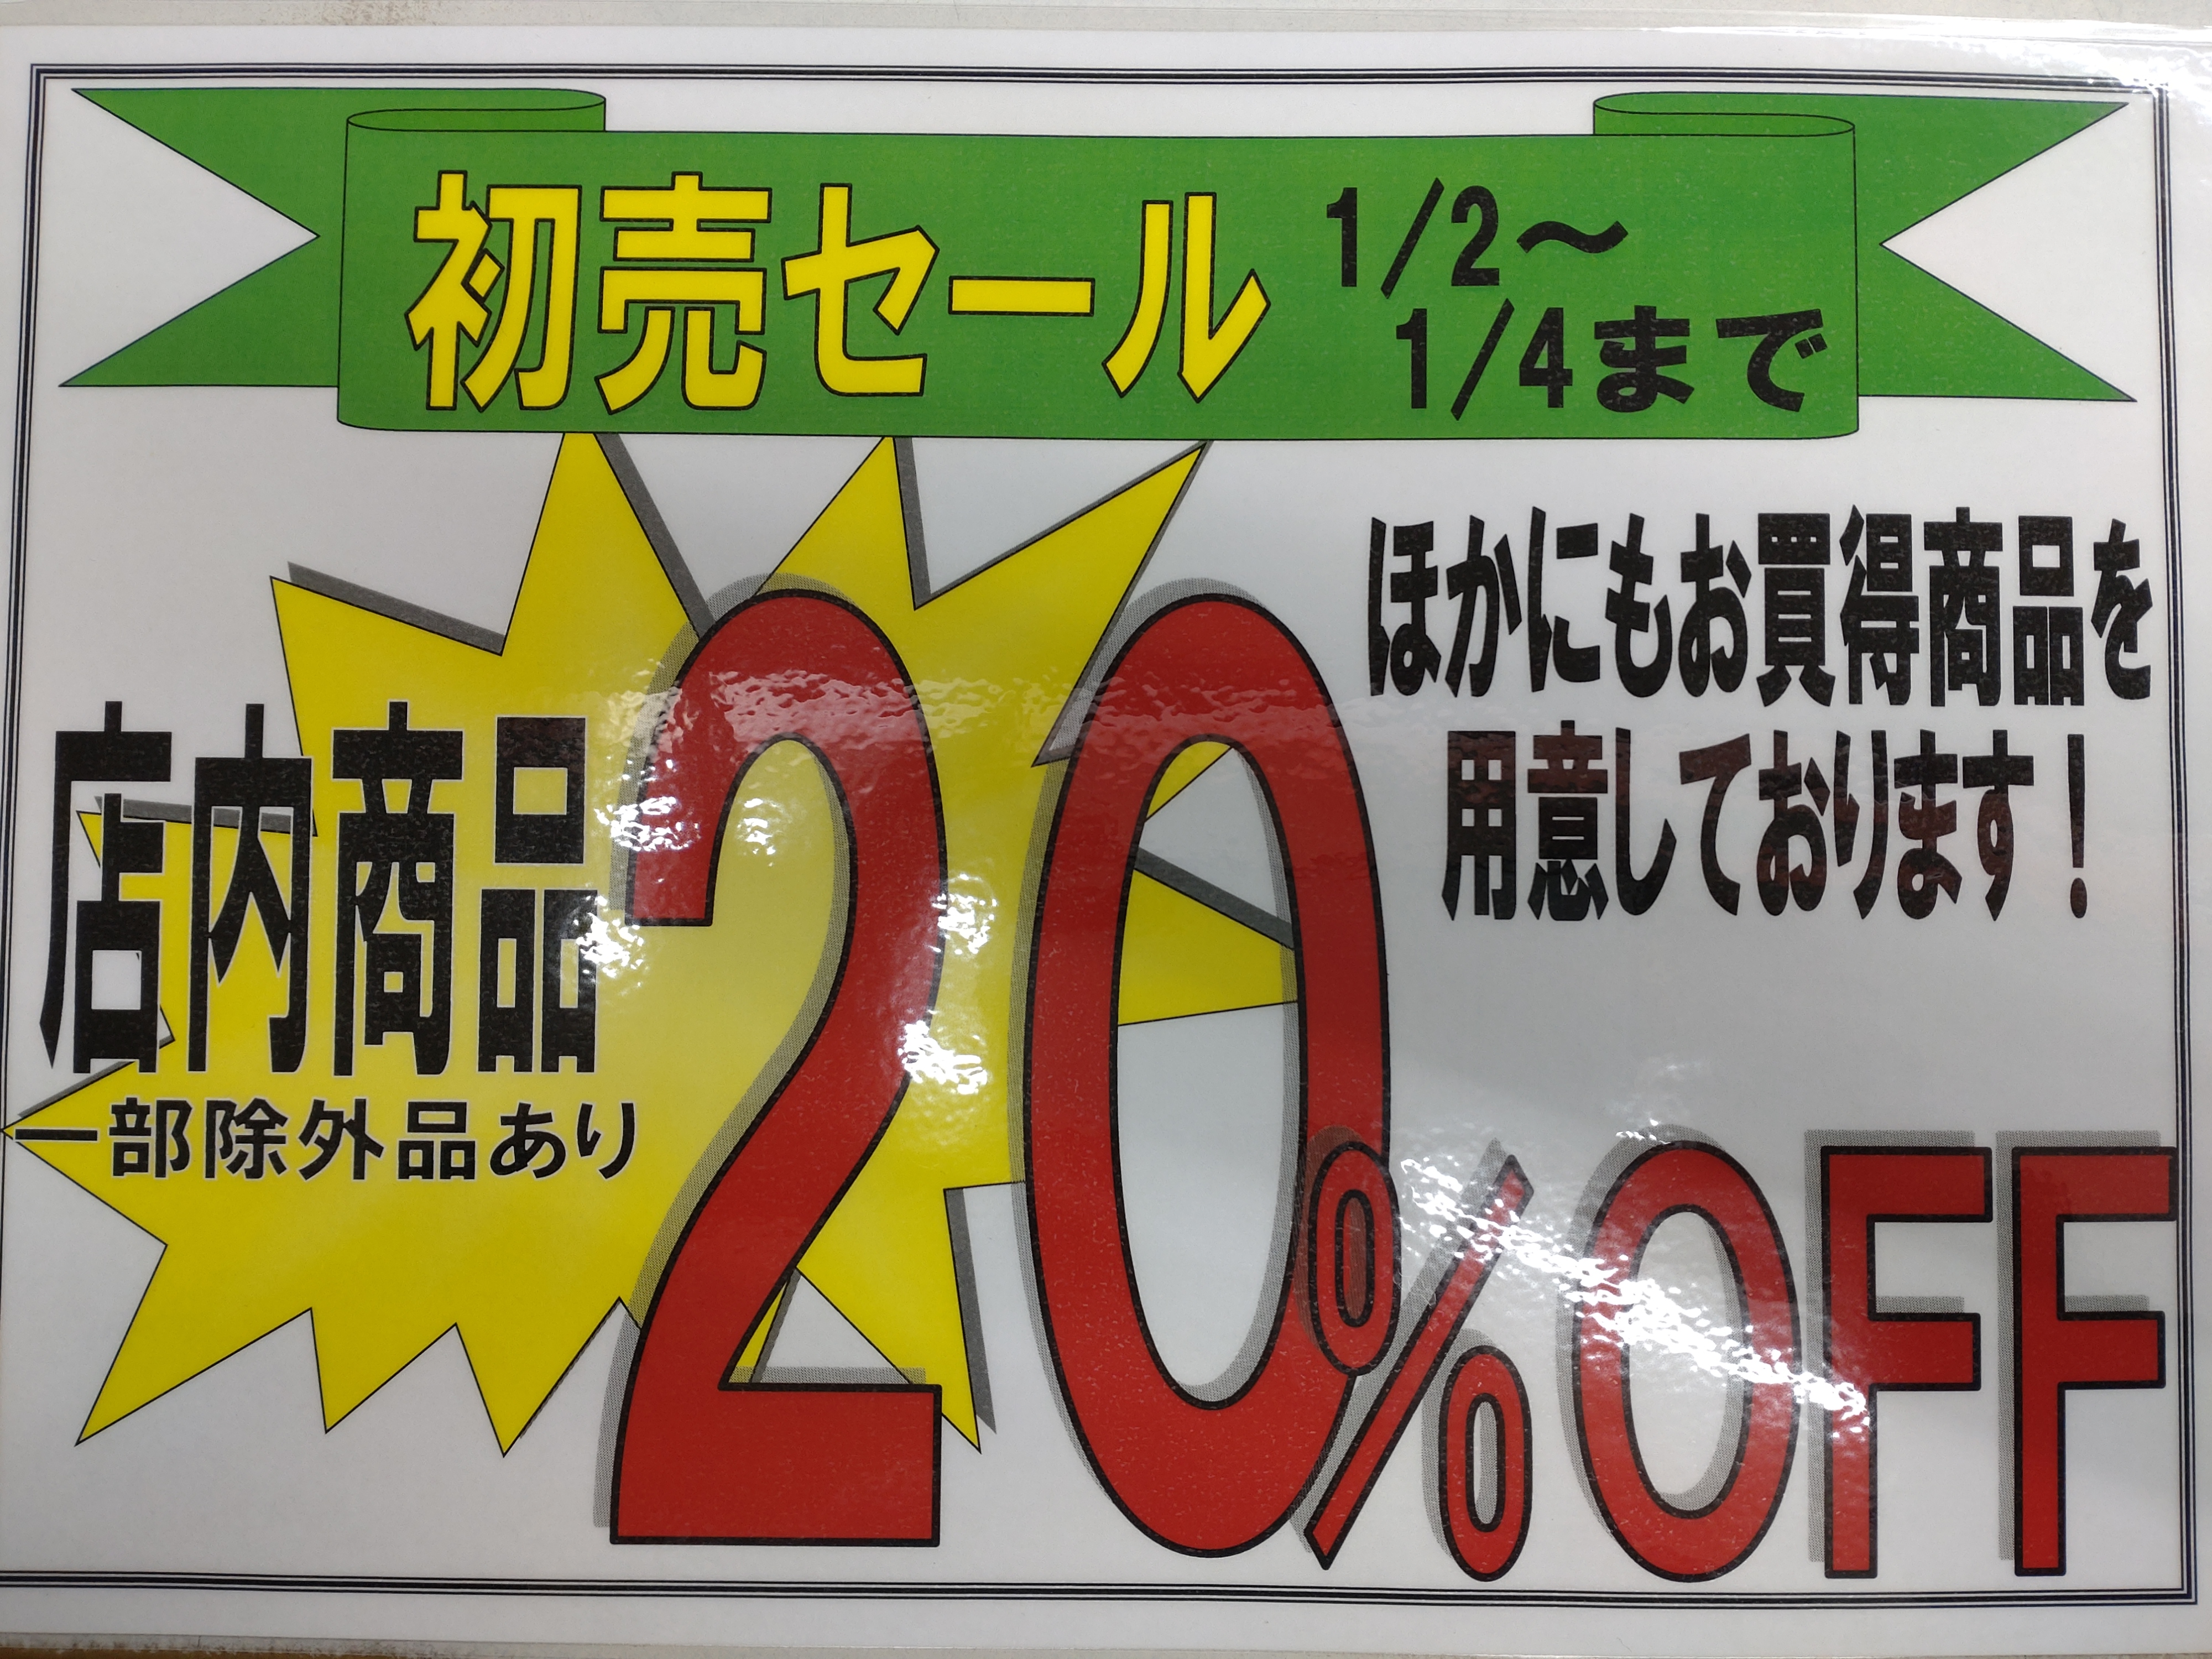 初売セール
1/2～
1/4まで
ほかにもお買得商品を
用意しております！
店内商品
一部除外品あり
20%OFF